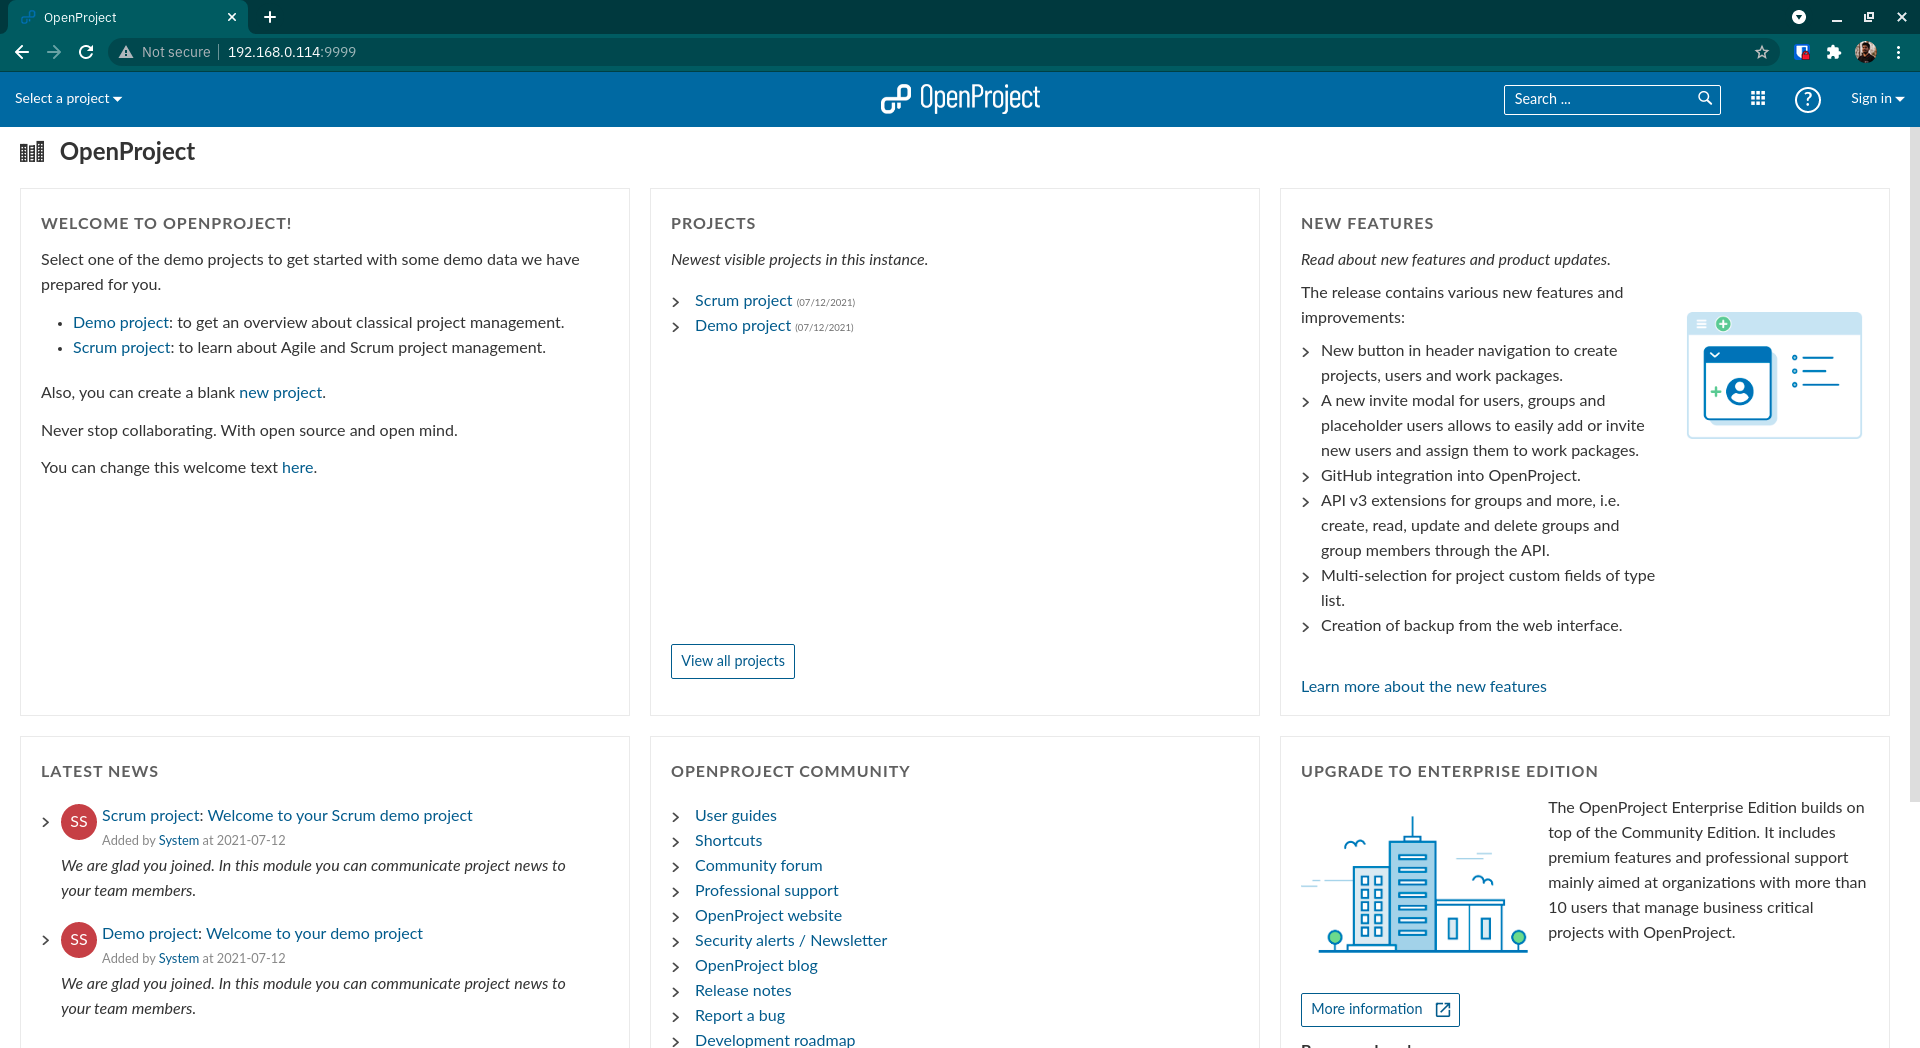 OpenProject
Not secure
192.168.0.114:9999
Select a project
OpenProject
Search ...
?
Sign in
OpenProject
WELCOME TO OPENPROJECT!
Select one of the demo projects to get started with some demo data we have
prepared for you.
Demo project: to get an overview about classical project management.
Scrum project: to learn about Agile and Scrum project management.
Also, you can create a blank new project.
Never stop collaborating. With open source and open mind.
You can change this welcome text here.
PROJECTS
Newest visible projects in this instance.
Scrum project (07/12/2021)
Demo project (07/12/2021)
View all projects
NEW FEATURES
Read about new features and product updates.
The release contains various new features and
improvements:
New button in header navigation to create
projects, users and work packages.
A new invite modal for users, groups and
placeholder users allows to easily add or invite
new users and assign them to work packages.
GitHub integration into OpenProject.
API v3 extensions for groups and more, i.e.
create, read, update and delete groups and
group members through the API.
Multi-selection for project custom fields of type
list.
Creation of backup from the web interface.
Learn more about the new features
LATEST NEWS
SS
Scrum project: Welcome to your Scrum demo project
Added by System at 2021-07-12
We are glad you joined. In this module you can communicate project news to
your team members.
SS
Demo project: Welcome to your demo project
Added by System at 2021-07-12
We are glad you joined. In this module you can communicate project news to
your team members.
OPENPROJECT COMMUNITY
User guides
Shortcuts
Community forum
Professional support
OpenProject website
Security alerts / Newsletter
OpenProject blog
Release notes
Report a bug
Development roadmap
UPGRADE TO ENTERPRISE EDITION
The OpenProject Enterprise Edition builds on
top of the Community Edition. It includes
premium features and professional support
mainly aimed at organizations with more than
10 users that manage business critical
projects with OpenProject.
More information